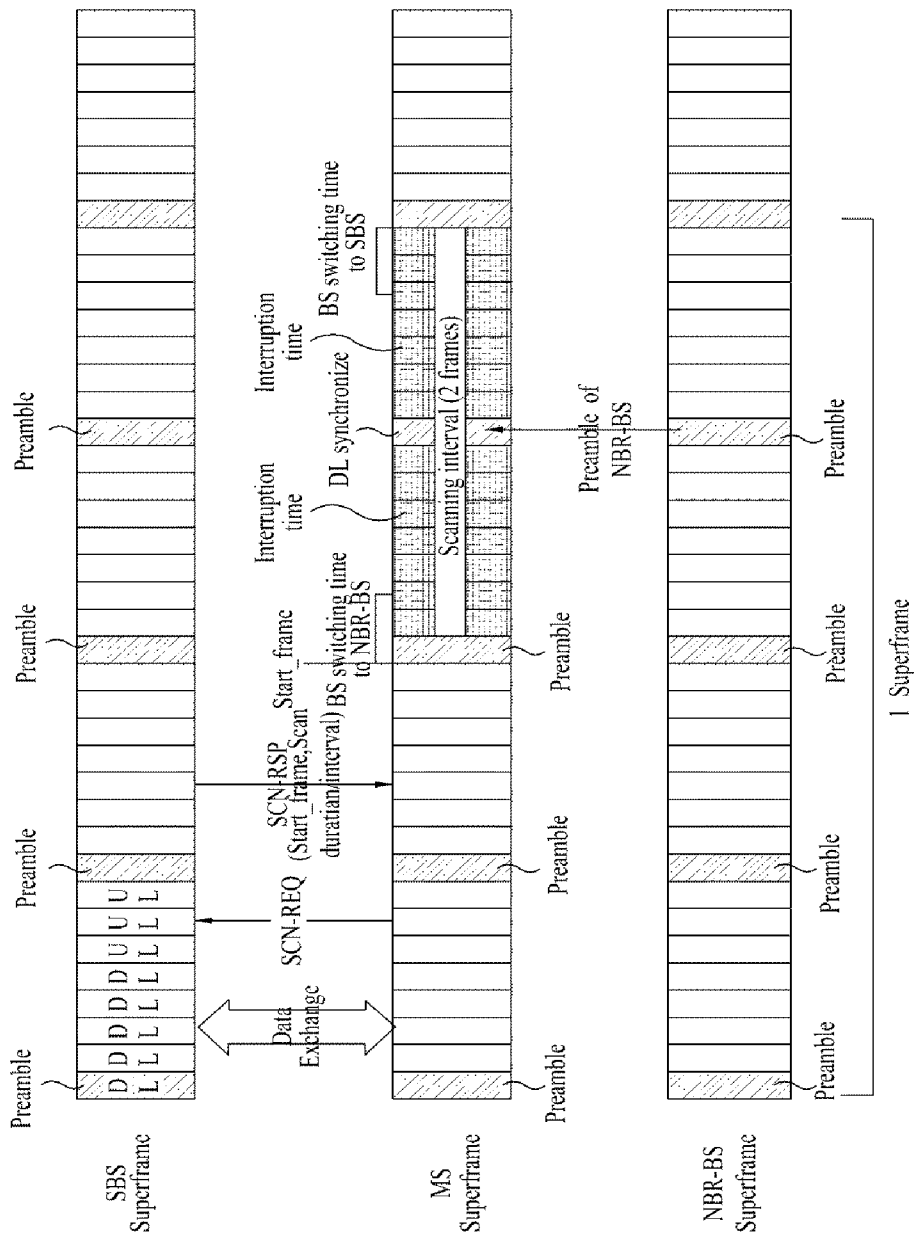 Preamble
Preamble
Preamble
Preamble
SBS
Superframe
D D D D D U U U
L L L L L L L L
Data
Exchange
SCN-REQ
SCN-RSP
(Start_frame,Scan
duratian/interval)
Start_frame
BS switching time
to NBR-BS
Interruption
time
DL synchronize
Interruption
time
BS switching time
to SBS
MS
Superframe
Scanning interval (2 frames)
Preamble
Preamble
Preamble
Preamble of
NBR-BS
NBR-BS
Superframe
Preamble
Preamble
Preamble
Preamble
1 Superframe